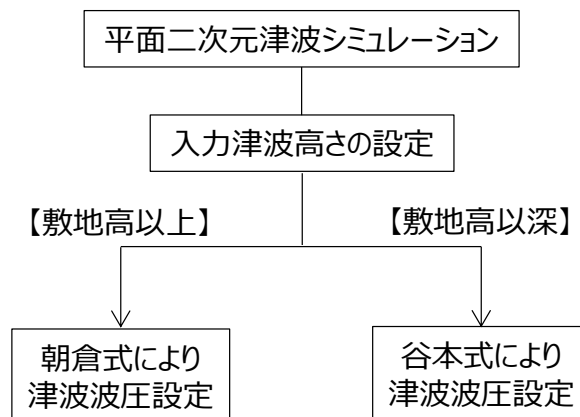 平面二次元津波シミュレーション
入力津波高さの設定
【敷地高以上】
【敷地高以深】
朝倉式により
津波波圧設定
谷本式により
津波波圧設定